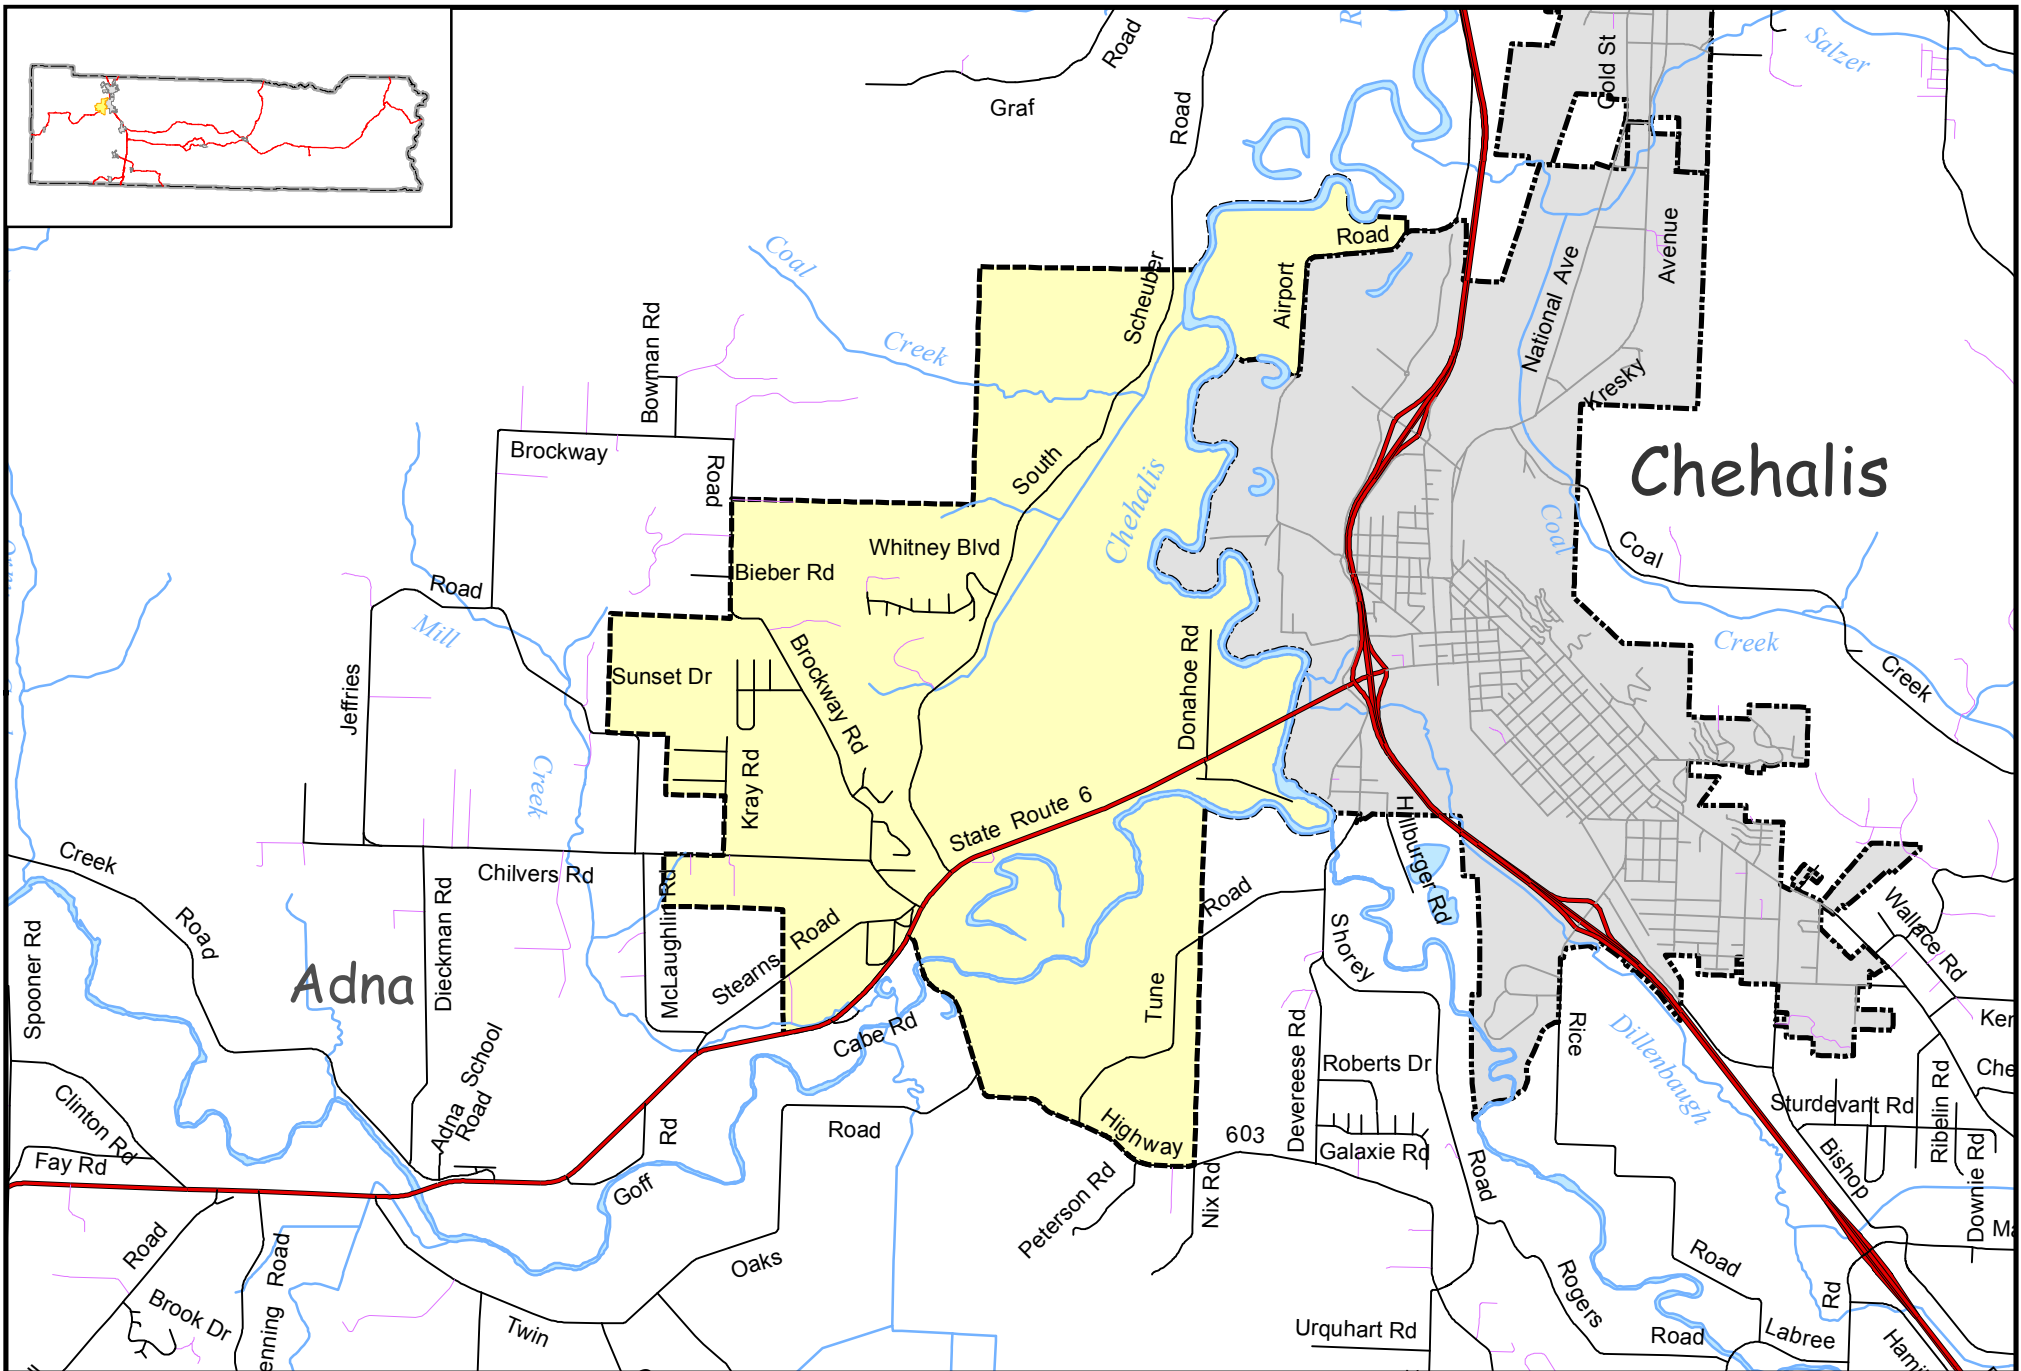 Road
Graf
Road
Gold St
Salzer
Coal
Creek
Scheuber
Road
Airport
Avenue
National Ave
Kresky
Bowman Rd
Brockway
Road
South
Chehalis
Chehalis
Whitney Blvd
Bieber Rd
Coal
Coal
Creek
Creek
Road
Mill
Creek
Jeffries
Sunset Dr
Brockway Rd
Kray Rd
Donahoe Rd
State Route 6
Hilburger Rd
Creek
Road
Chilvers Rd
McLaughlin Rd
Dieckman Rd
Stearns Road
Road
Shorey
Wallace Rd
Spooner Rd
Adna
Cabe Rd
Tune
Devereese Rd
Rice
Dillenbaugh
Roberts Dr
Galaxie Rd
Sturdevant Rd
Ribelin Rd
Downie Rd
Bishop
Clinton Rd
Adna School
Road
Fay Rd
Rd
Goff
Road
Highway
603
Peterson Rd
Nix Rd
Road
Road
Road
Brook Dr
Oaks
Twin
Rogers
Road
Road
Rd
Labree
Urquhart Rd